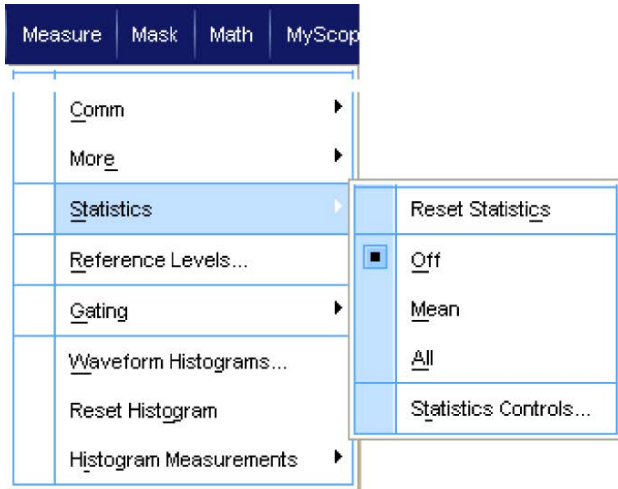 Measure Mask Math MyScop
Comm
More
Statistics
Reference Levels...
Gating
Waveform Histograms...
Reset Histogram
Histogram Measurements
Reset Statistics
Off
Mean
All
Statistics Controls...